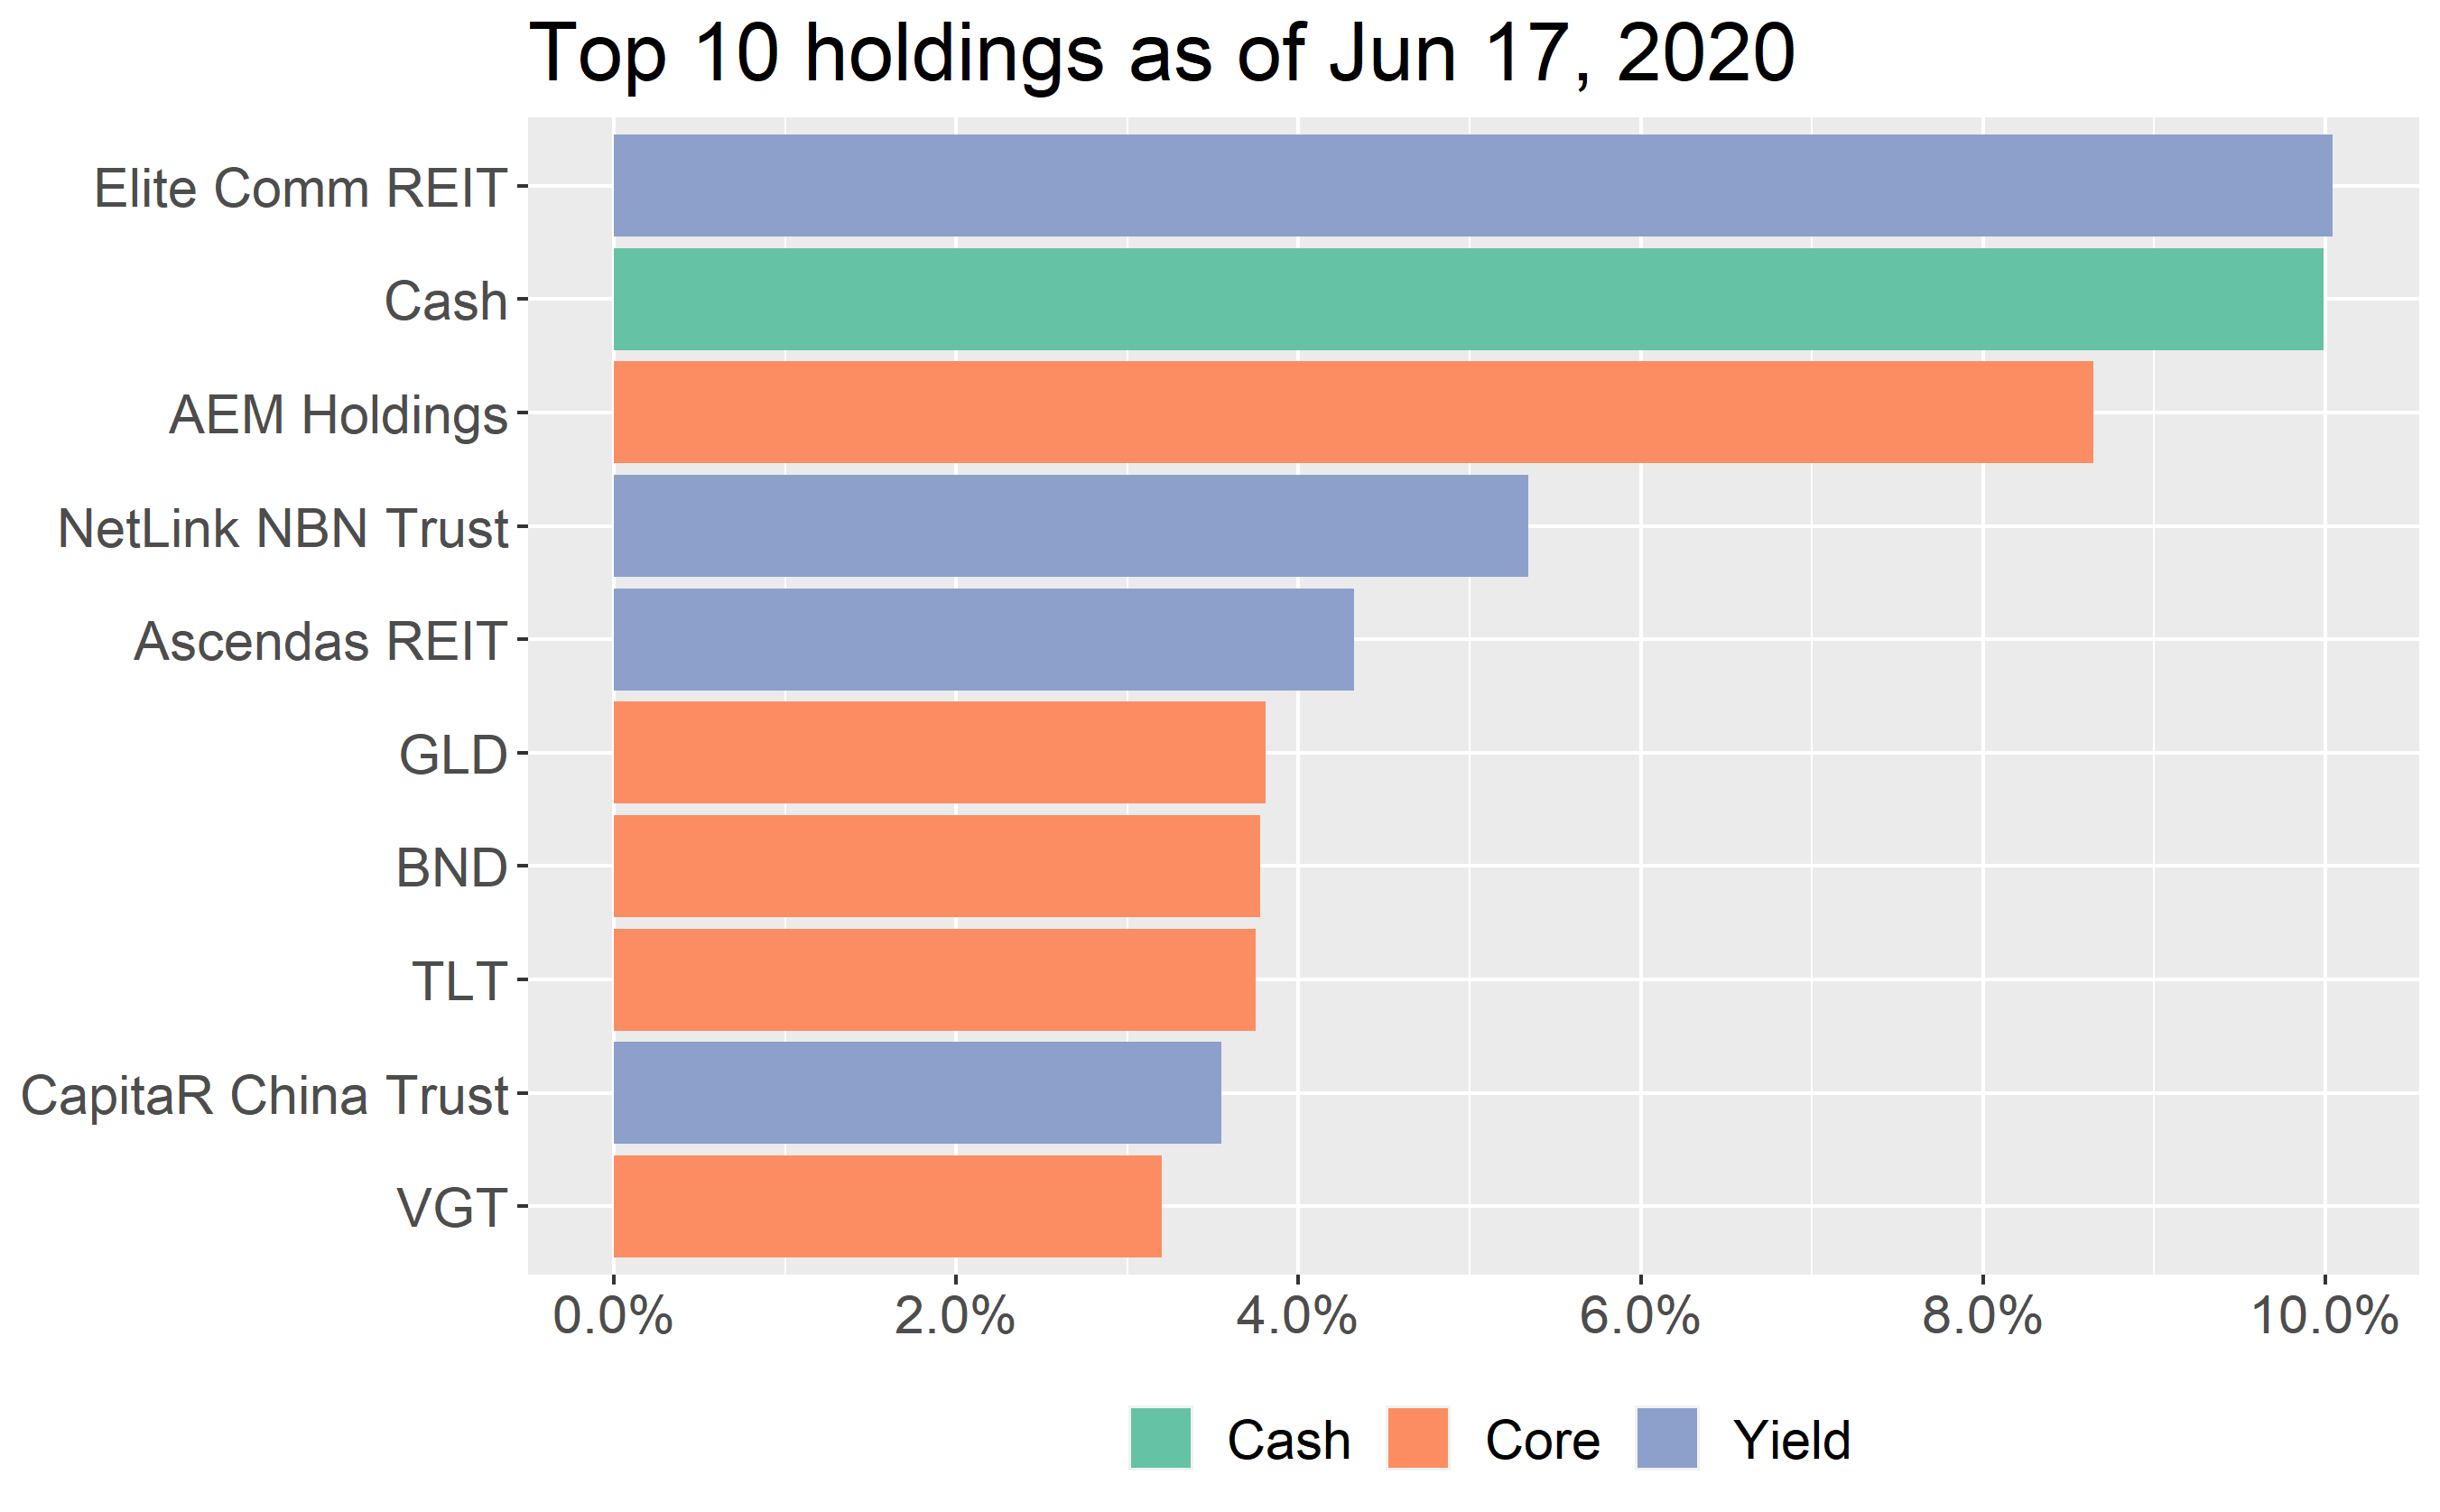 Top 10 holdings as of Jun 17, 2020
Elite Comm REIT
Cash
AEM Holdings
NetLink NBN Trust
Ascendas REIT
GLD
BND
TLT
CapitaR China Trust
VGT
0.0% 2.0% 4.0% 6.0% 8.0% 10.0%
Cash Core Yield